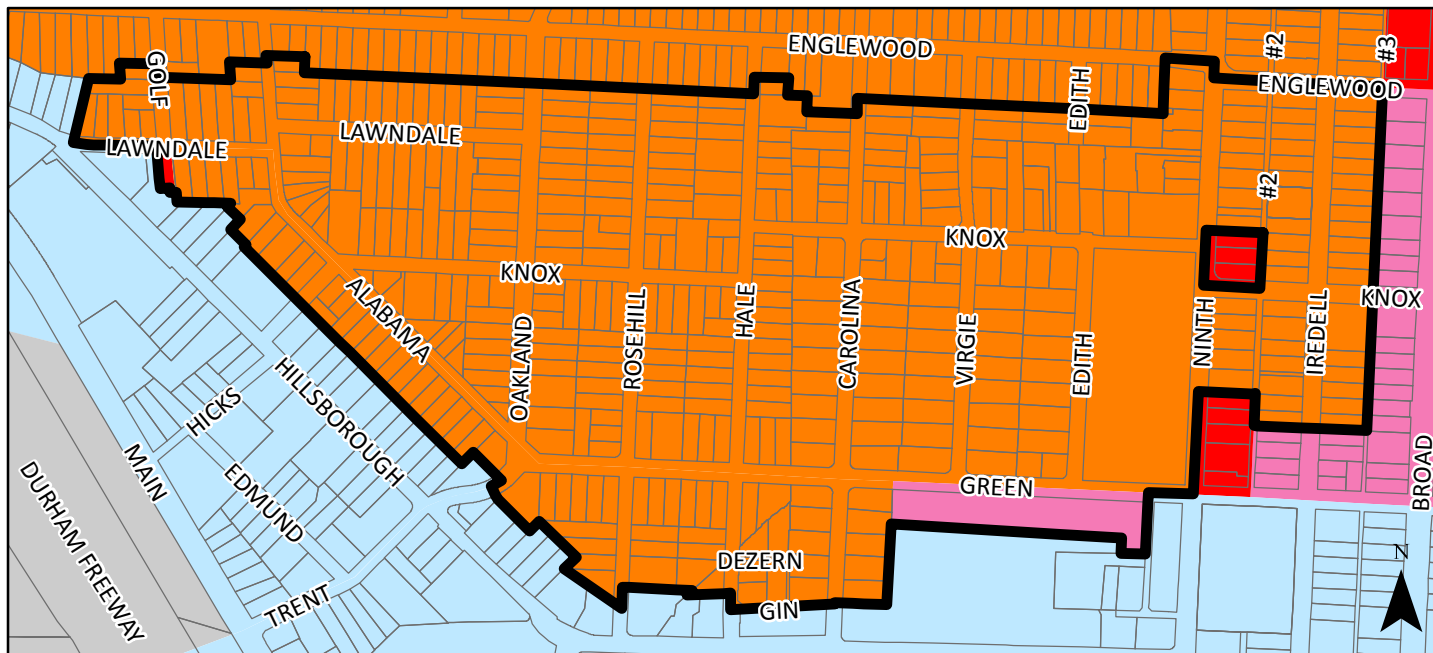 ENGLEWOOD
#2
#3
GOLF
EDITH
ENGLEWOOD
LAWNDALE
LAWNDALE
#2
KNOX
KNOX
KNOX
ALABAMA
OAKLAND
ROSEHILL
HALE
CAROLINA
VIRGIE
EDITH
NINTH
IREDELL
HILLSBOROUGH
HICKS
MAIN
EDMUND
DURHAM FREEWAY
BROAD
GREEN
DEZERN
GIN
TRENT
N